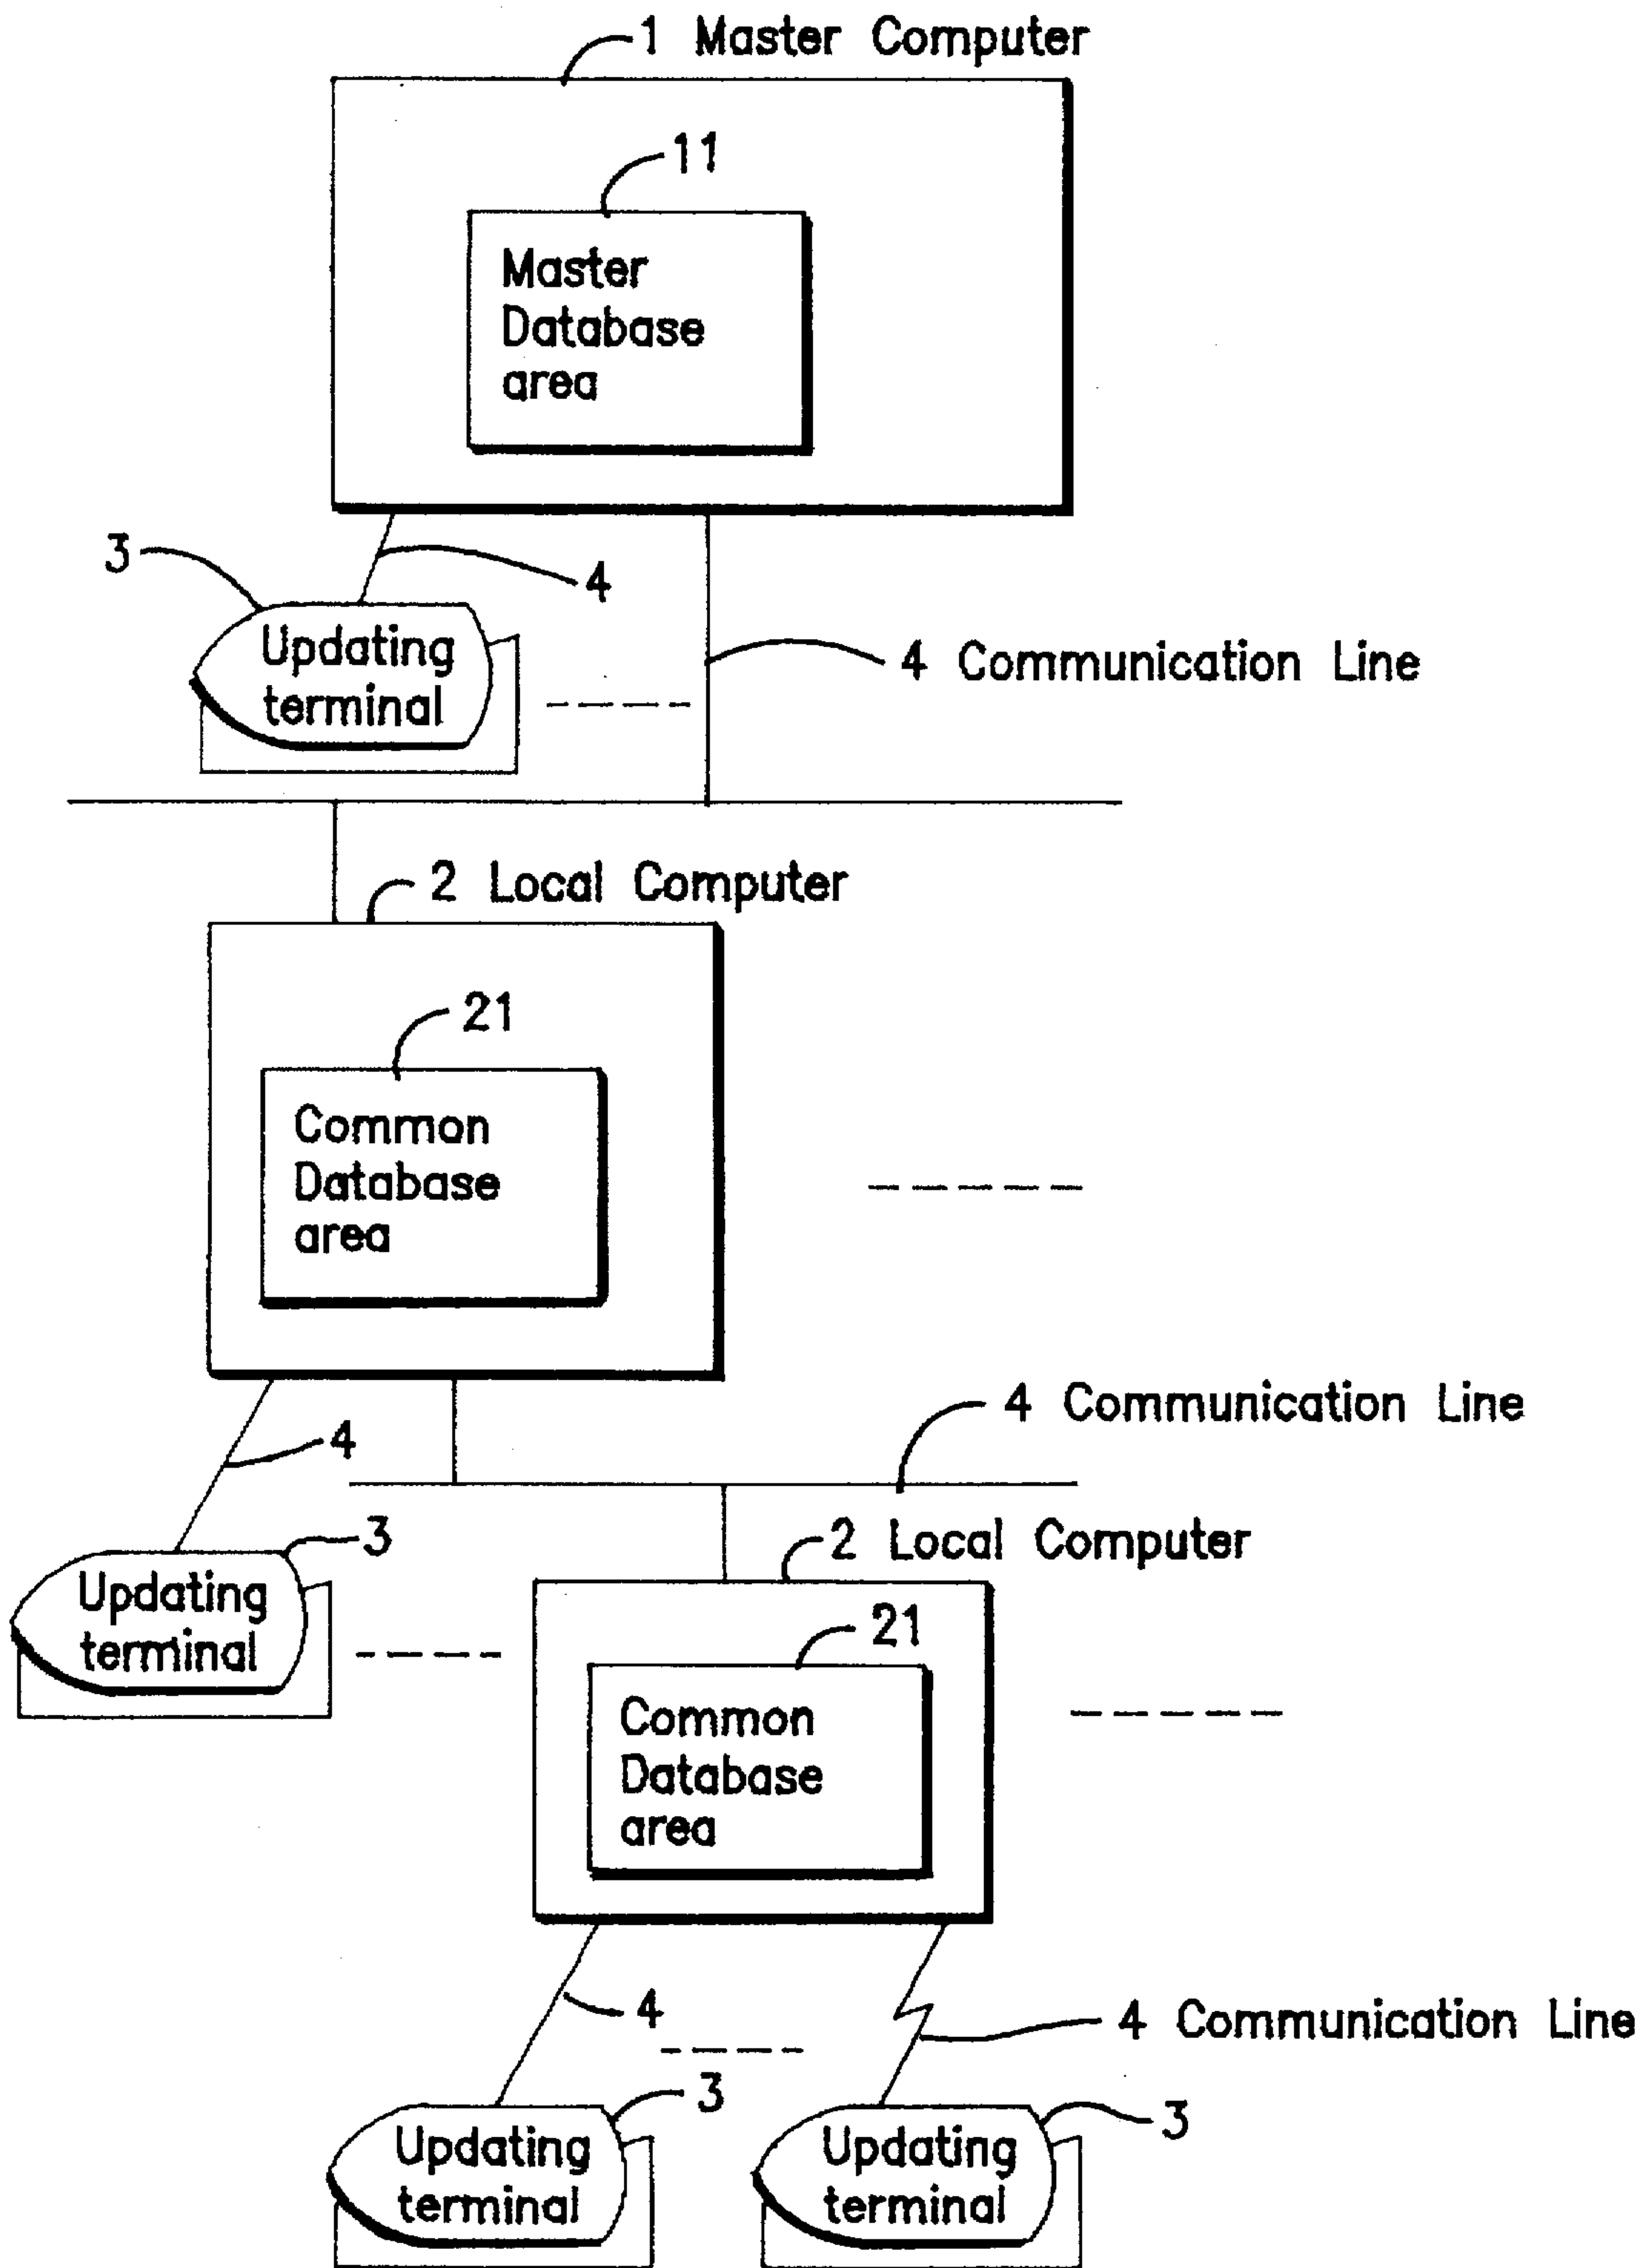 1 Master Computer
11
Master
Database
area
3
4
Updating
terminal
4 Communication Line
2 Local Computer
21
Common
Database
area
4 Communication Line
4
3
Updating
terminal
2 Local Computer
21
Common
Database
area
4
4 Communication Line
3
3
Updating
terminal
Updating
terminal